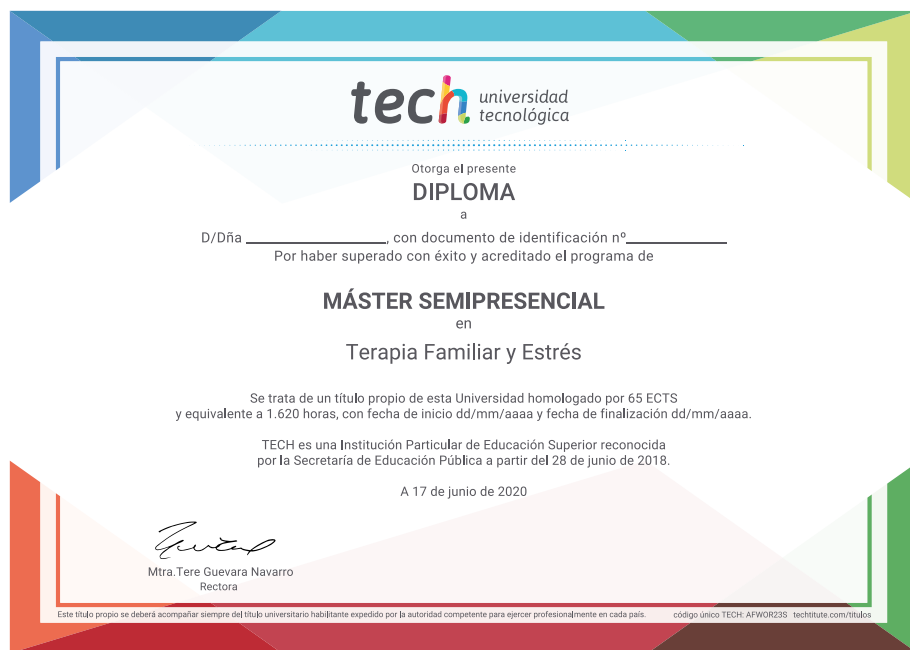 tech universidad
tecnológica
Otorga el presente
DIPLOMA
a
D/Dña ______________, con documento de identificación nº__________
Por haber superado con éxito y acreditado el programa de
MÁSTER SEMIPRESENCIAL
en
Terapia Familiar y Estrés
Se trata de un título propio de esta Universidad homologado por 65 ECTS
y equivalente a 1.620 horas, con fecha de inicio dd/mm/aaaa y fecha de finalización dd/mm/aaaa.
TECH es una Institución Particular de Educación Superior reconocida
por la Secretaría de Educación Pública a partir del 28 de junio de 2018.
A 17 de junio de 2020
Mtra.Tere Guevara Navarro
Rectora
Este título propio se deberá acompañar siempre del título universitario habilitante expedido por la autoridad competente para ejercer profesionalmente en cada país. código único TECH: AFWOR23S techtitute.com/titulos